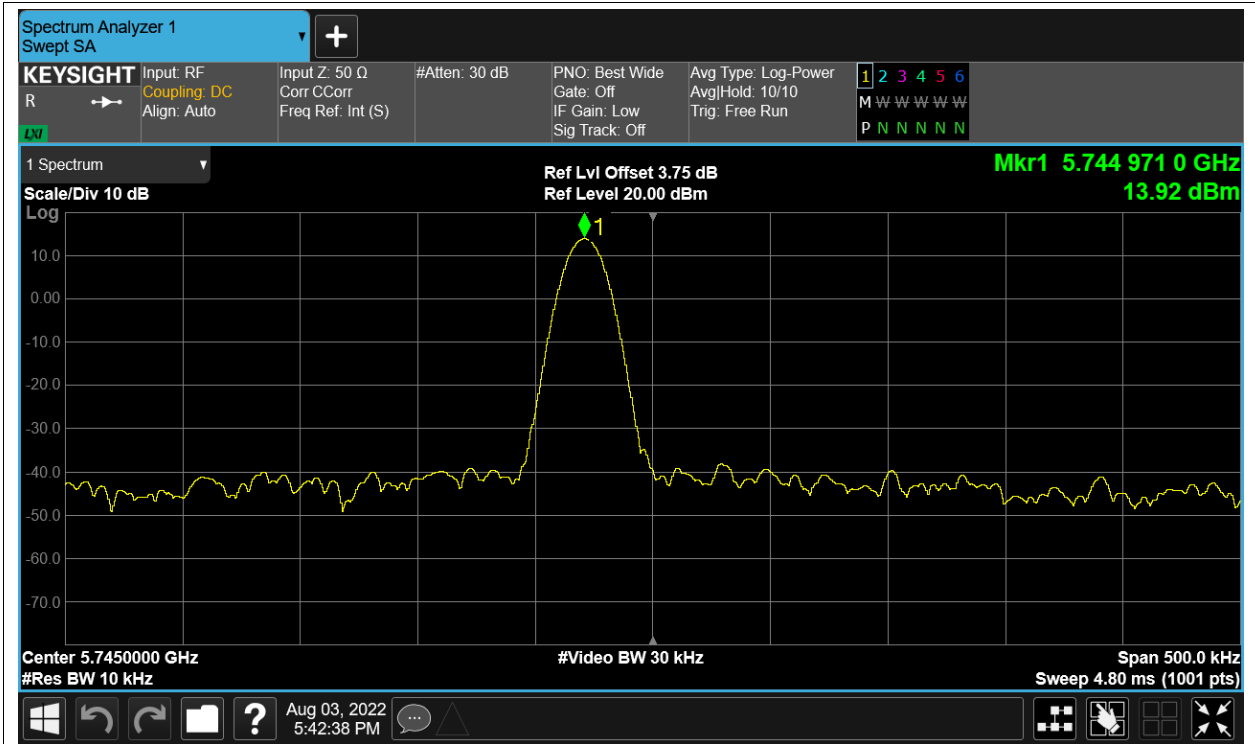 Spectrum Analyzer 1
Swept SA
KEYSIGHT
R
LXI
Input: RF
Coupling: DC
Align: Auto
Input Z: 50 Ω
Corr CCorr
Freq Ref: Int (S)
#Atten: 30 dB
PNO: Best Wide
Gate: Off
IF Gain: Low
Sig Track: Off
Avg Type: Log-Power
Avg|Hold: 10/10
Trig: Free Run
1 2 3 4 5 6
M W W W W W W
P N N N N N
1 Spectrum
Scale/Div 10 dB
Log
Ref Lvl Offset 3.75 dB
Ref Level 20.00 dBm
Mkr1 5.744 971 0 GHz
13.92 dBm
1
10.0
0.00
-10.0
-20.0
-30.0
-40.0
-50.0
-60.0
-70.0
Center 5.7450000 GHz
#Res BW 10 kHz
#Video BW 30 kHz
Span 500.0 kHz
Sweep 4.80 ms (1001 pts)
?
Aug 03, 2022
5:42:38 PM